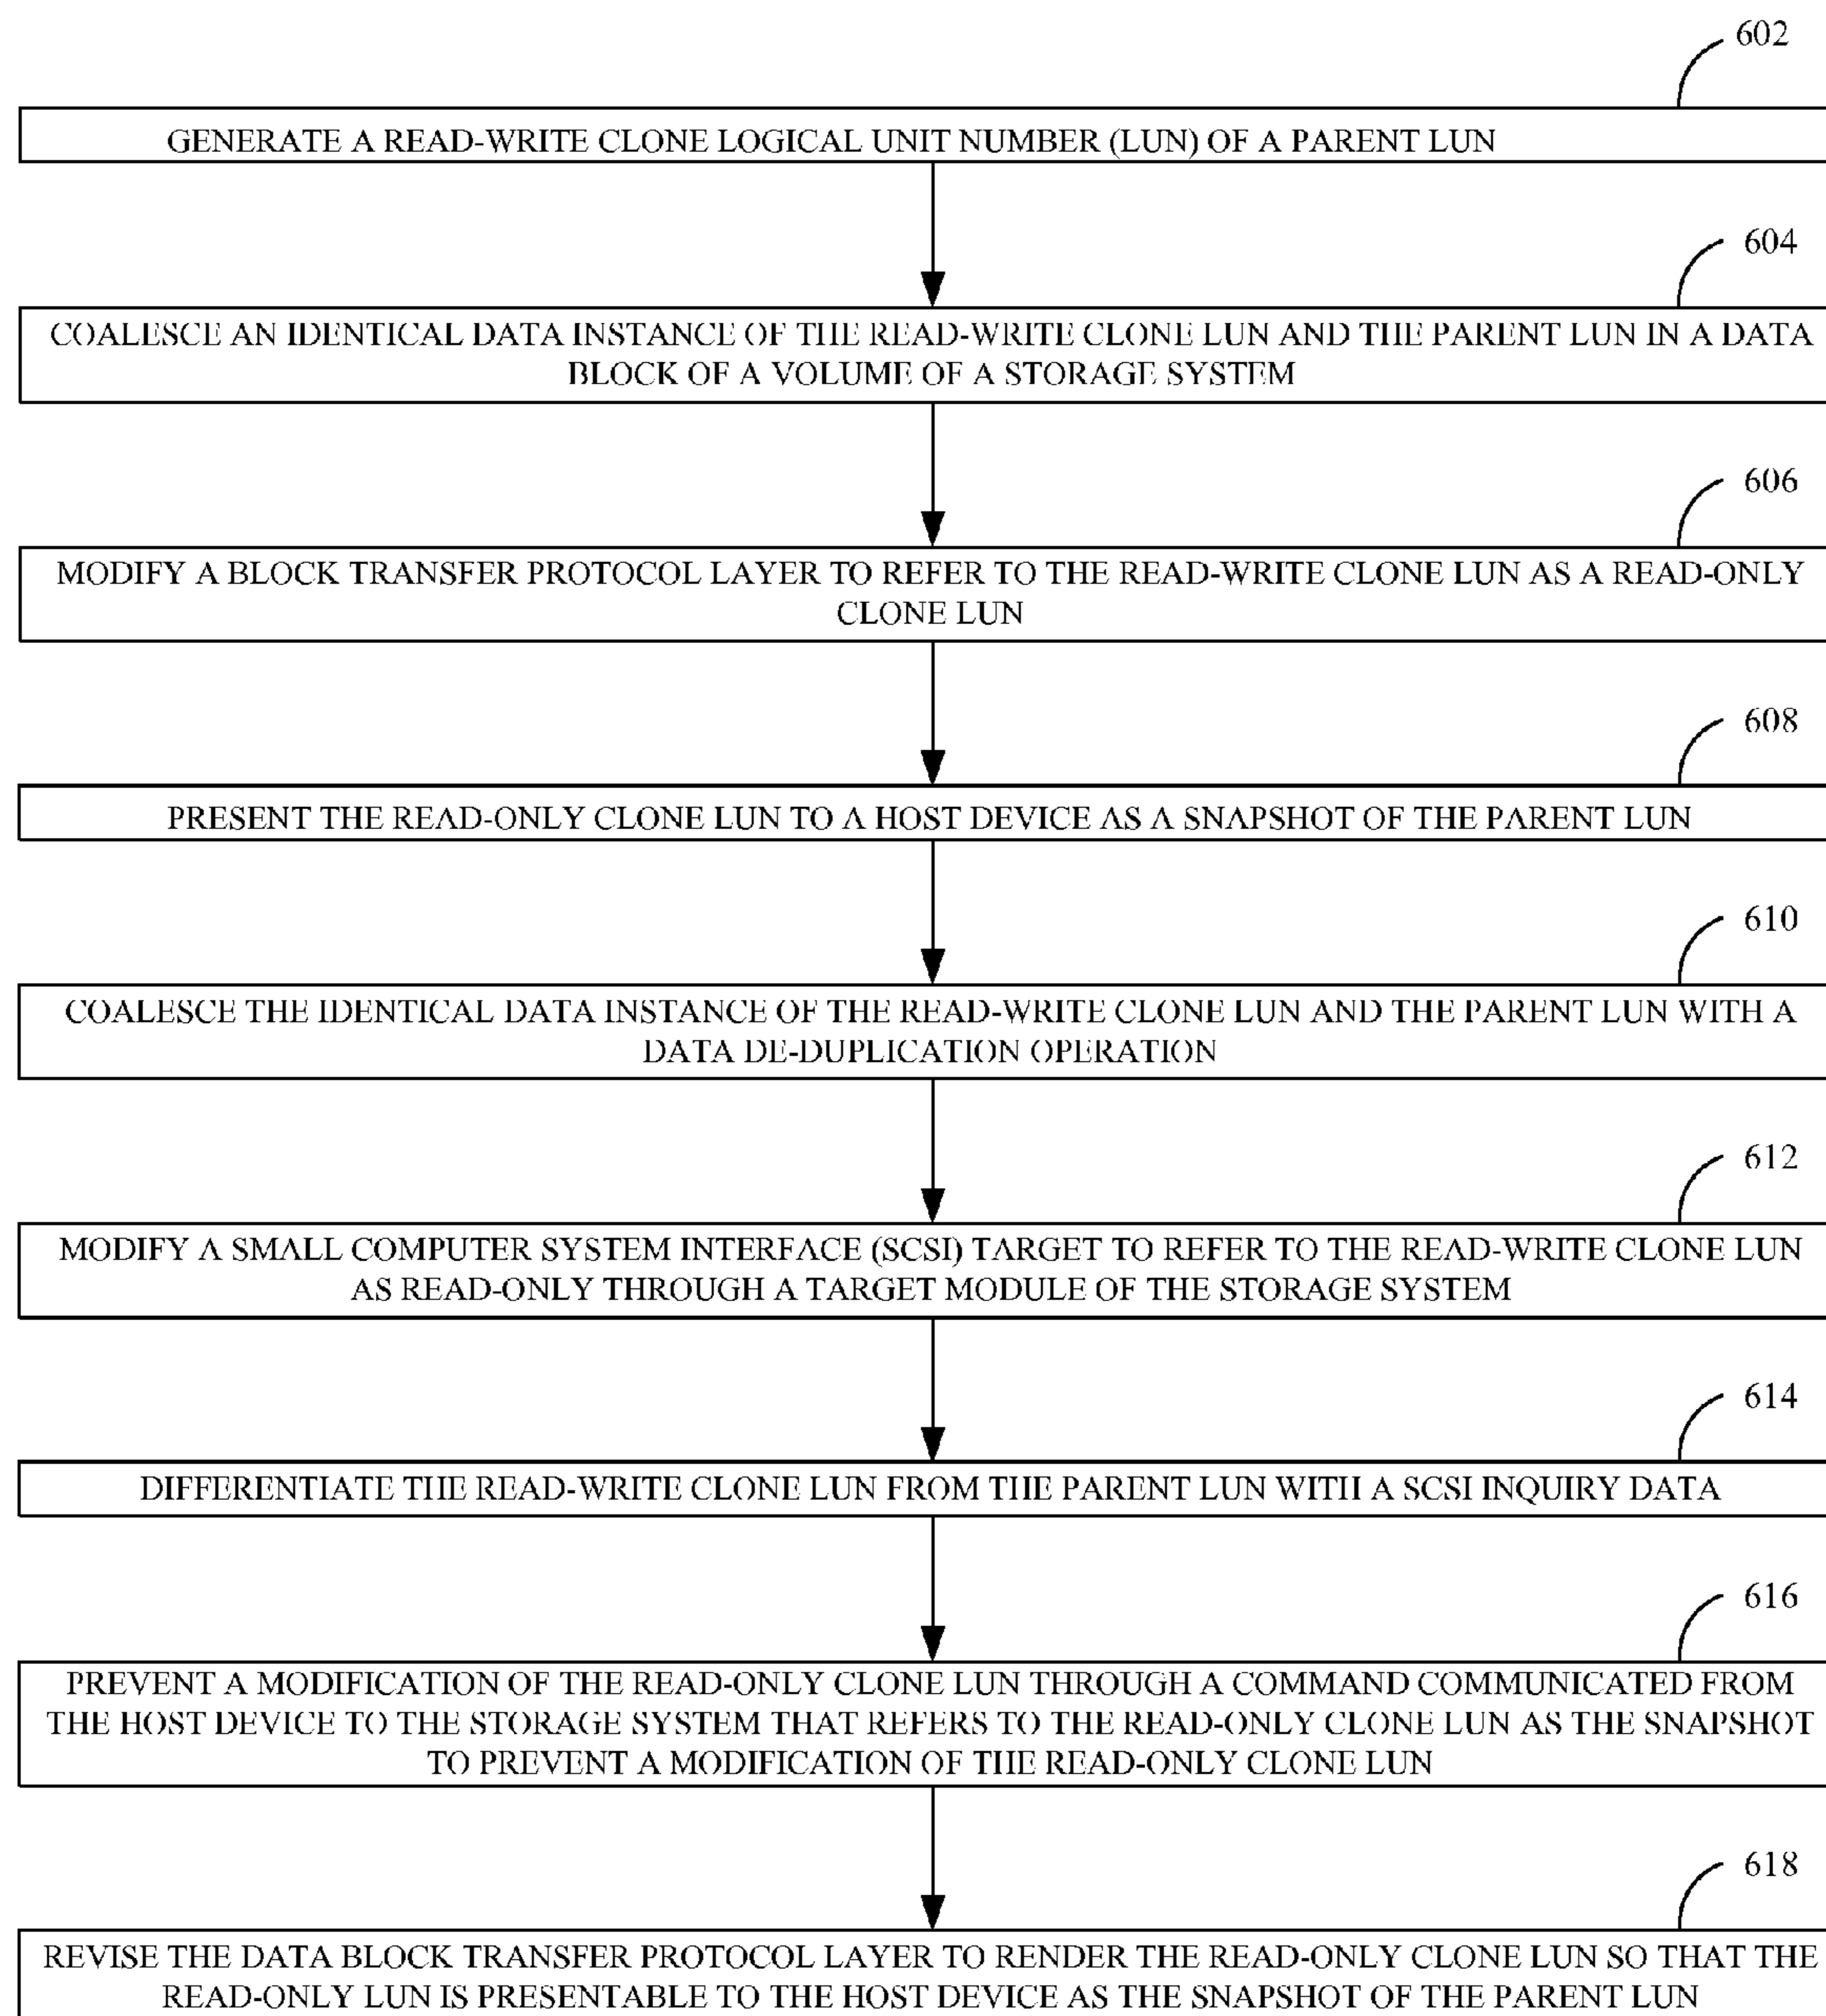 602
GENERATE A READ-WRITE CLONE LOGICAL UNIT NUMBER (LUN) OF A PARENT LUN
604
COALESCE AN IDENTICAL DATA INSTANCE OF THE READ-WRITE CLONE LUN AND THE PARENT LUN IN A DATA
BLOCK OF A VOLUME OF A STORAGE SYSTEM
606
MODIFY A BLOCK TRANSFER PROTOCOL LAYER TO REFER TO THE READ-WRITE CLONE LUN AS A READ-ONLY
CLONE LUN
608
PRESENT THE READ-ONLY CLONE LUN TO A HOST DEVICE AS A SNAPSHOT OF THE PARENT LUN
610
COALESCE THE IDENTICAL DATA INSTANCE OF THE READ-WRITE CLONE LUN AND THE PARENT LUN WITH A
DATA DE-DUPLICATION OPERATION
612
MODIFY A SMALL COMPUTER SYSTEM INTERFACE (SCSI) TARGET TO REFER TO THE READ-WRITE CLONE LUN
AS READ-ONLY THROUGH A TARGET MODULE OF THE STORAGE SYSTEM
614
DIFFERENTIATE THE READ-WRITE CLONE LUN FROM THE PARENT LUN WITH A SCSI INQUIRY DATA
616
PREVENT A MODIFICATION OF THE READ-ONLY CLONE LUN THROUGH A COMMAND COMMUNICATED FROM
THE HOST DEVICE TO THE STORAGE SYSTEM THAT REFERS TO THE READ-ONLY CLONE LUN AS THE SNAPSHOT
TO PREVENT A MODIFICATION OF THE READ-ONLY CLONE LUN
618
REVISE THE DATA BLOCK TRANSFER PROTOCOL LAYER TO RENDER THE READ-ONLY CLONE LUN SO THAT THE
READ-ONLY LUN IS PRESENTABLE TO THE HOST DEVICE AS THE SNAPSHOT OF THE PARENT LUN